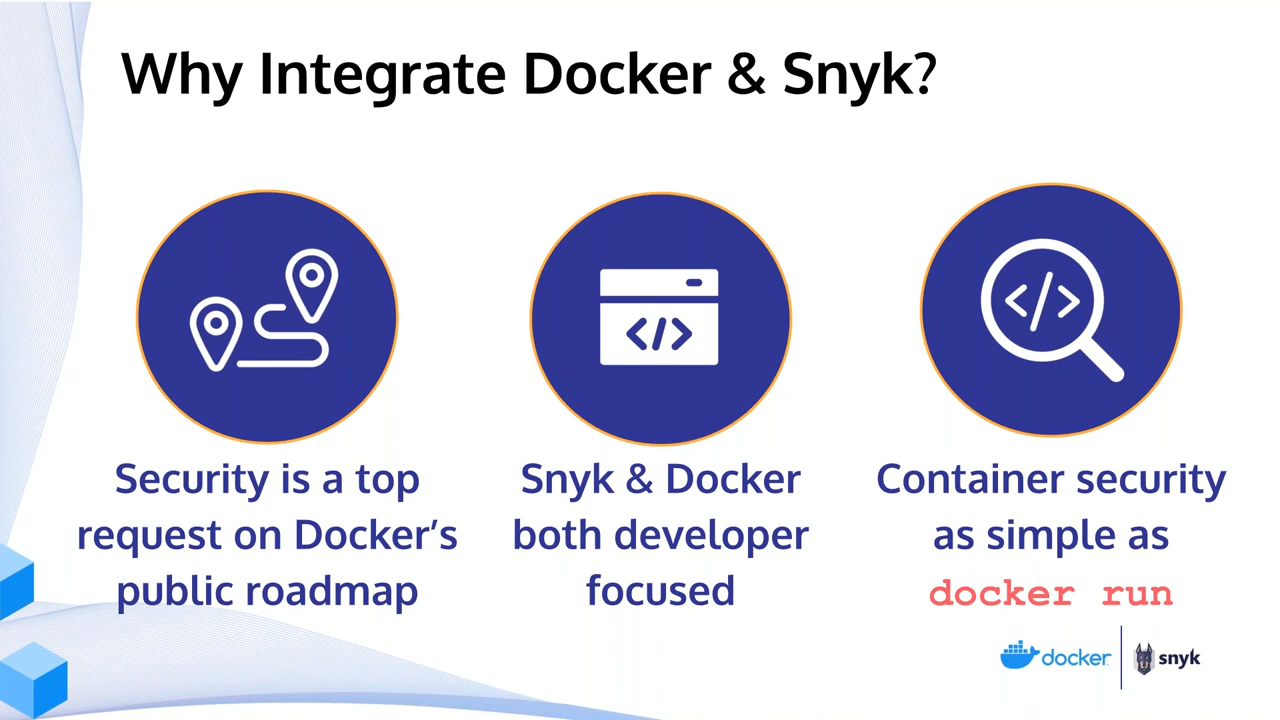 Why Integrate Docker & Snyk?
Security is a top
request on Docker’s
public roadmap
Snyk & Docker
both developer
focused
Container security
as simple as
docker run
docker
snyk